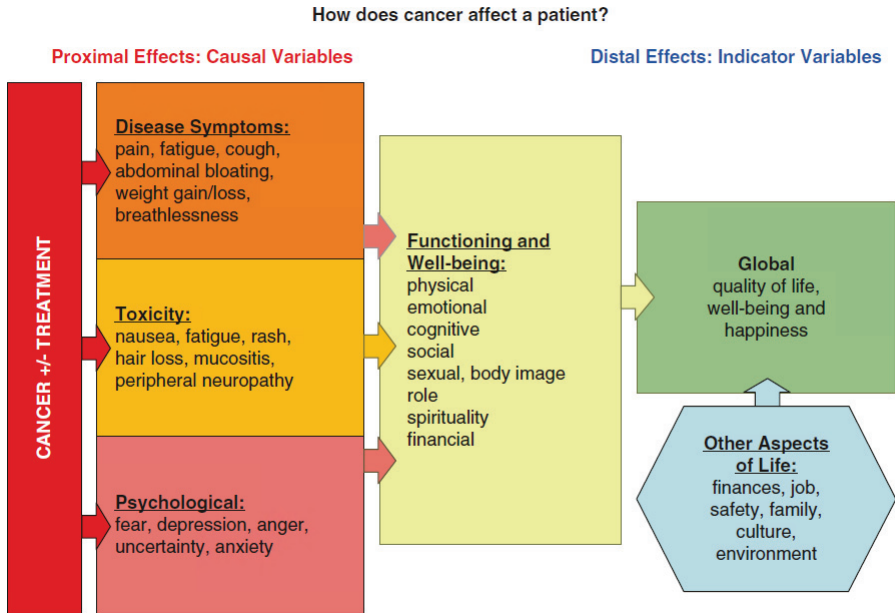 How does cancer affect a patient?
Proximal Effects: Causal Variables
Distal Effects: Indicator Variables
CANCER +/- TREATMENT
Disease Symptoms:
pain, fatigue, cough,
abdominal bloating,
weight gain/loss,
breathlessness
Toxicity:
nausea, fatigue, rash,
hair loss, mucositis,
peripheral neuropathy
Psychological:
fear, depression, anger,
uncertainty, anxiety
Functioning and
Well-being:
physical
emotional
cognitive
social
sexual, body image
role
spirituality
financial
Global
quality of life,
well-being and
happiness
Other Aspects
of Life:
finances, job,
safety, family,
culture,
environment